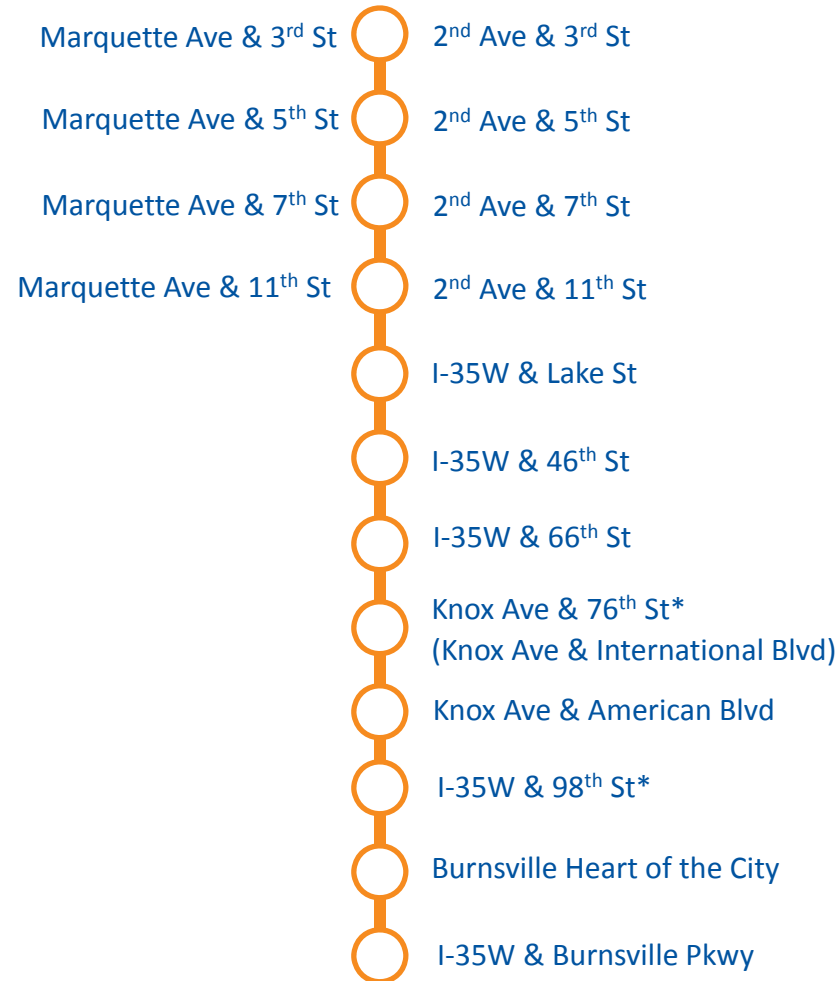 Marquette Ave & 3rd St
2nd Ave & 3rd St
Marquette Ave & 5th St
2nd Ave & 5th St
Marquette Ave & 7th St
2nd Ave & 7th St
Marquette Ave & 11th St
2nd Ave & 11th St
I-35W & Lake St
I-35W & 46th St
I-35W & 66th St
Knox Ave & 76th St*
(Knox Ave & International Blvd)
Knox Ave & American Blvd
I-35W & 98th St*
Burnsville Heart of the City
I-35W & Burnsville Pkwy